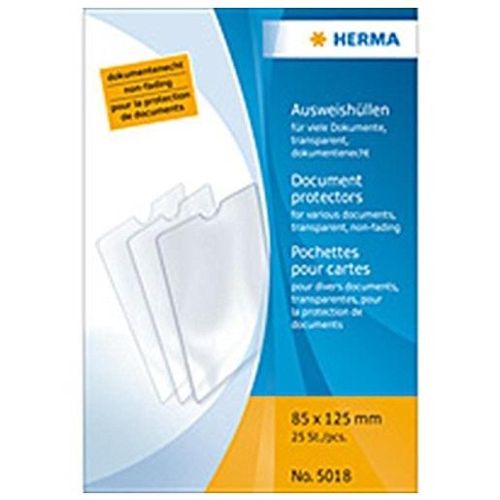 HERMA
dokumentenecht
non-fading
pour la protection
de documents
Ausweishüllen
für viele Dokumente,
transparent,
dokumentenecht
Document
protectors
for various documents,
transparent, non-fading
Pochettes
pour cartes
pour divers documents,
transparentes, pour
la protection de
documents
85 x 125 mm
25 St./pcs.
No. 5018